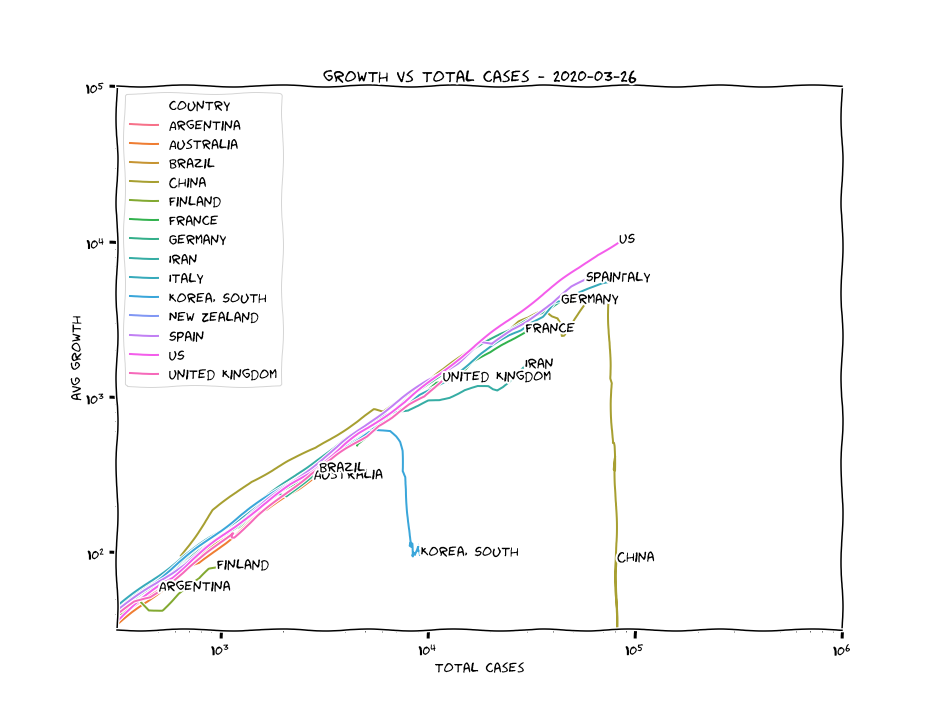 GROWTH VS TOTAL CASES - 2020-03-26
10^5
10^4
10^3
10^2
AVG GROWTH
COUNTRY
ARGENTINA
AUSTRALIA
BRAZIL
CHINA
FINLAND
FRANCE
GERMANY
IRAN
ITALY
KOREA, SOUTH
NEW ZEALAND
SPAIN
US
UNITED KINGDOM
US
SPAIN ITALY
GERMANY
FRANCE
IRAN
UNITED KINGDOM
BRAZIL
AUSTRALIA
KOREA, SOUTH
CHINA
FINLAND
ARGENTINA
10^3 10^4 10^5 10^6
TOTAL CASES